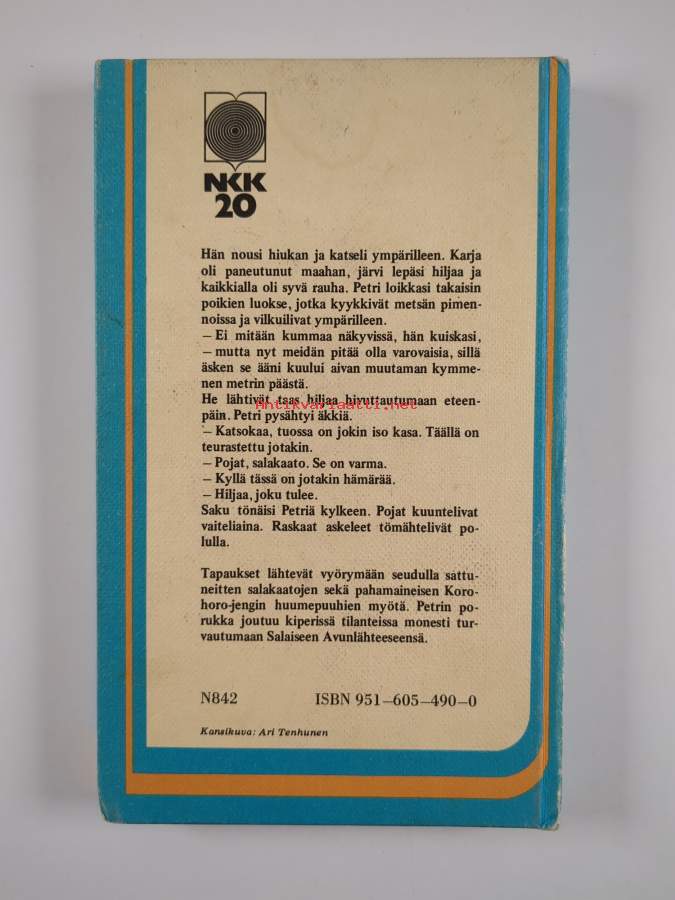 NKK
20
Hän nousi hiukan ja katseli ympärilleen. Karja
oli paneutunut maahan, järvi lepäsi hiljaa ja
kaikkialla oli syvä rauha. Petri loikkasi takaisin
poikien luokse, jotka kyykkivät metsän pimen-
noissa ja vilkuilivat ympärilleen.
– Ei mitään kummaa näkyvissä, hän kuiskasi,
– mutta nyt meidän pitää olla varovaisia, sillä
äsken se ääni kuului aivan muutaman kymme-
nen metrin päästä.
He lähtivät taas hiljaa hivuttautumaan eteen-
Antikvariaatti.net
päin. Petri pysähtyi äkkiä.
– Katsokaa, tuossa on jokin iso kasa. Täällä on
teurastettu jotakin.
– Pojat, salakaato. Se on varma.
– Kyllä tässä on jotakin hämärää.
– Hiljaa, joku tulee.
Saku tönäisi Petriä kylkeen. Pojat kuuntelivat
vaiteliaina. Raskaat askeleet tömähtelivät po-
lulla.
Tapaukset lähtevät vyörymään seudulla sattu-
neitten salakaatojen sekä pahamaineisen Koro-
horo-jengin huumepuuhien myötä. Petrin po-
rukka joutuu kiperissä tilanteissa monesti tur-
vautumaan Salaiseen Avunlähteeseensä.
N842 ISBN 951–605–490–0
Kansikuva: Ari Tenhunen